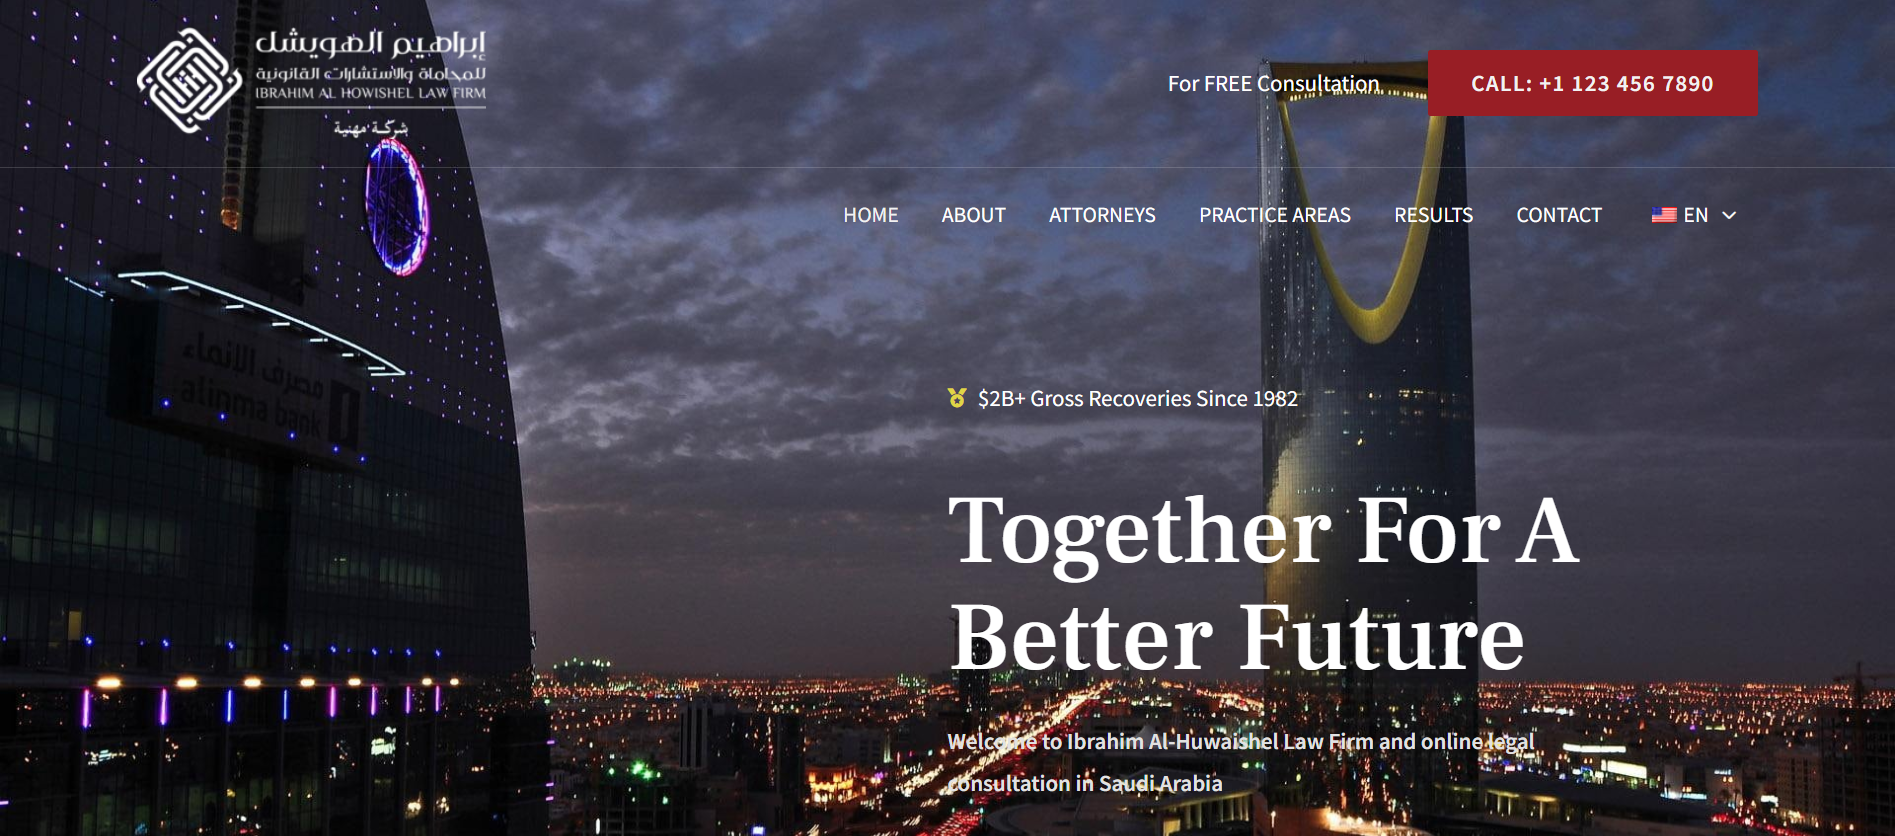 إبراهيم الهويشل
للمحاماة والاستشارات القانونية
IBRAHIM AL HOWISHEL LAW FIRM
شركة مهنية
For FREE Consultation
CALL: +1 123 456 7890
HOME ABOUT ATTORNEYS PRACTICE AREAS RESULTS CONTACT EN
مصرف الإنماء
alinma bank
$2B+ Gross Recoveries Since 1982
Together For A
Better Future
Welcome to Ibrahim Al-Huwaishel Law Firm and online legal
consultation in Saudi Arabia